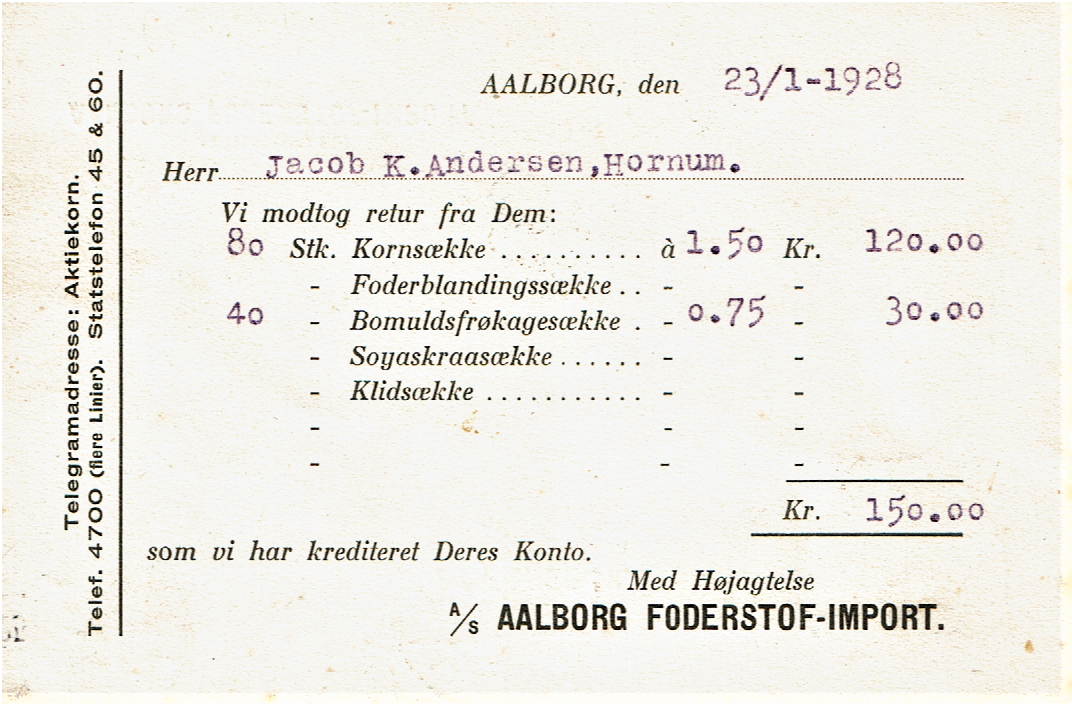 Telegramadresse: Aktiekorn.
Telef. 4700 (flere Linier). Statstelefon 45 & 60.
AALBORG, den 23/1-1928
Herr Jacob K.Andersen,Hornum.
Vi modtog retur fra Dem:
80 Stk. Kornsække .......... à 1.50 Kr. 120.00
- Foderblandingssække .. - -
40 - Bomuldsfrøkagesække . - 0.75 - 30.00
- Soyaskraasække ...... - -
- Klidsække ........... - -
- - -
- - -
Kr. 150.00
som vi har krediteret Deres Konto.
Med Højagtelse
A/S AALBORG FODERSTOF-IMPORT.